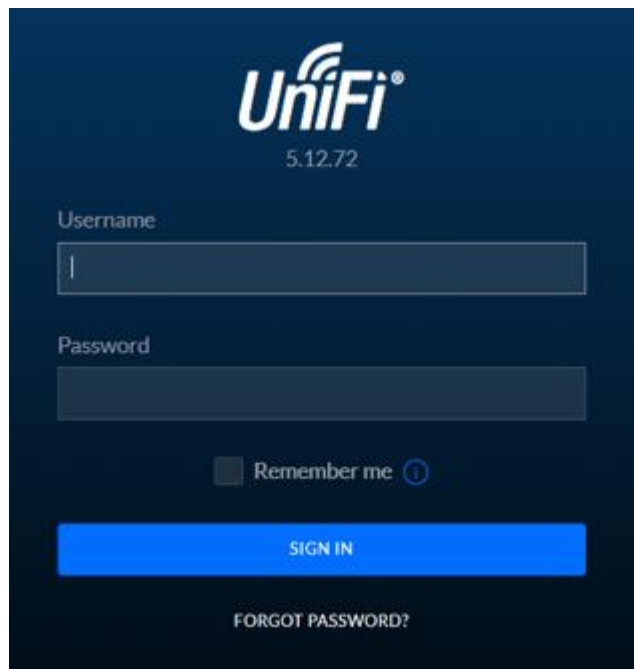 UniFi®
5.12.72
Username
Password
Remember me
SIGN IN
FORGOT PASSWORD?